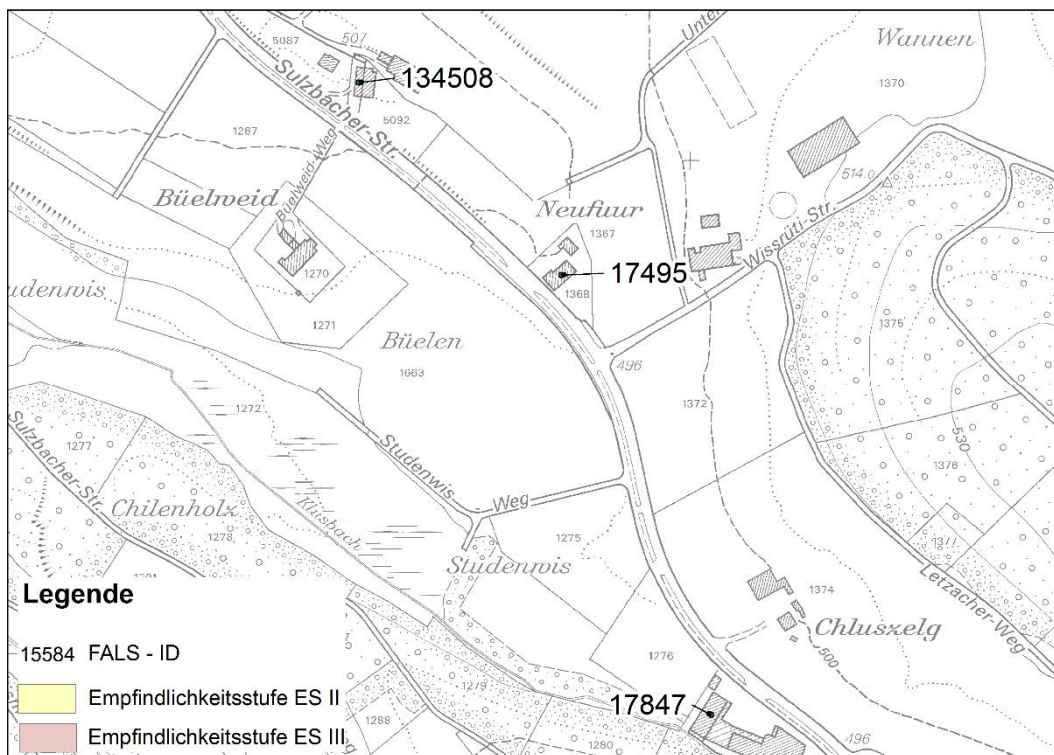 507
5087
134508
Sulzbacher-Str.
5092
1267
Unter
Wannen
1370
Büelweid-Weg
Büelweid
Neufuur
1367
514.0
Wissrüti-Str.
17495
1368
1270
1271
udenwis
Büelen
1663
496
1375
1372
1272
1277
Sulzbacher-Str.
Chilenholz
1278
Studenwis
Weg
Klusbach
530
1376
1377
Studenwis
1275
1374
Letzacher-Weg
Chluszelg
500
Legende
15584 FALS - ID
Empfindlichkeitsstufe ES II
Empfindlichkeitsstufe ES III
1276
1279
17847
1288
1280
496